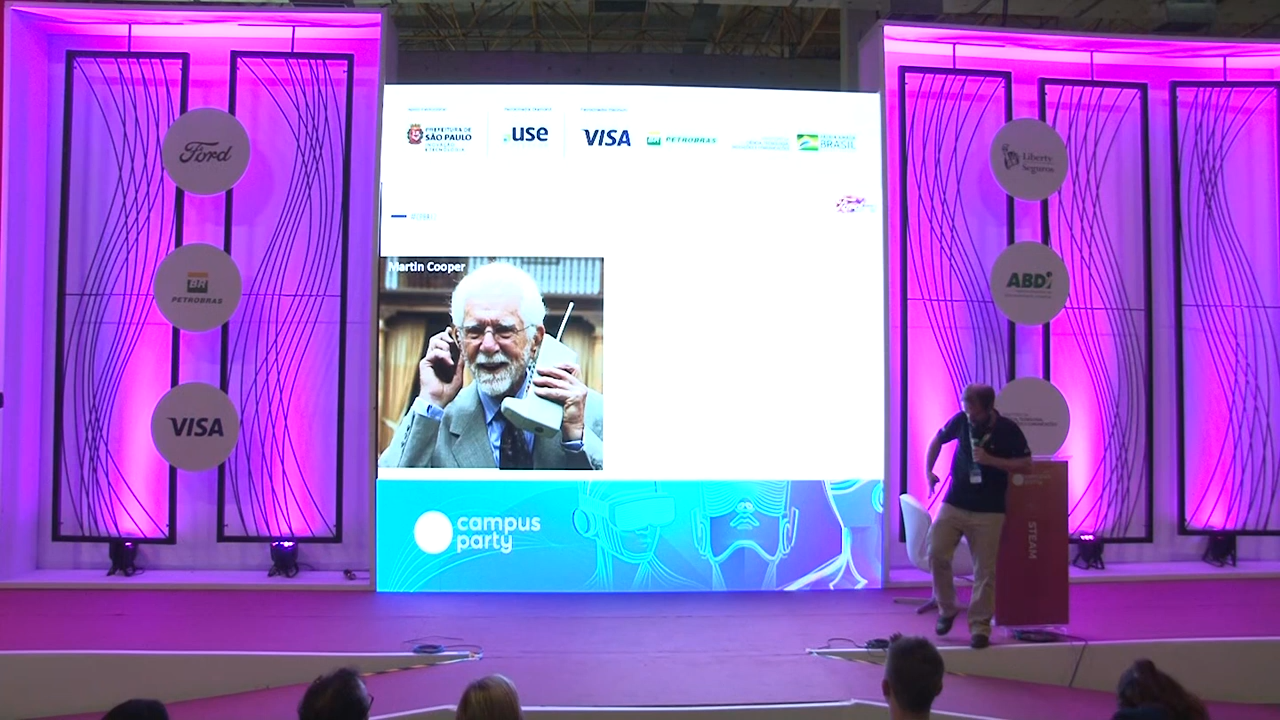 Ford
BR
PETROBRAS
VISA
PREFEITURA DE
SÃO PAULO
use
VISA
BR PETROBRAS
BRASIL
Martin Cooper
campus
party
Liberty
Seguros
ABDi
STEAM